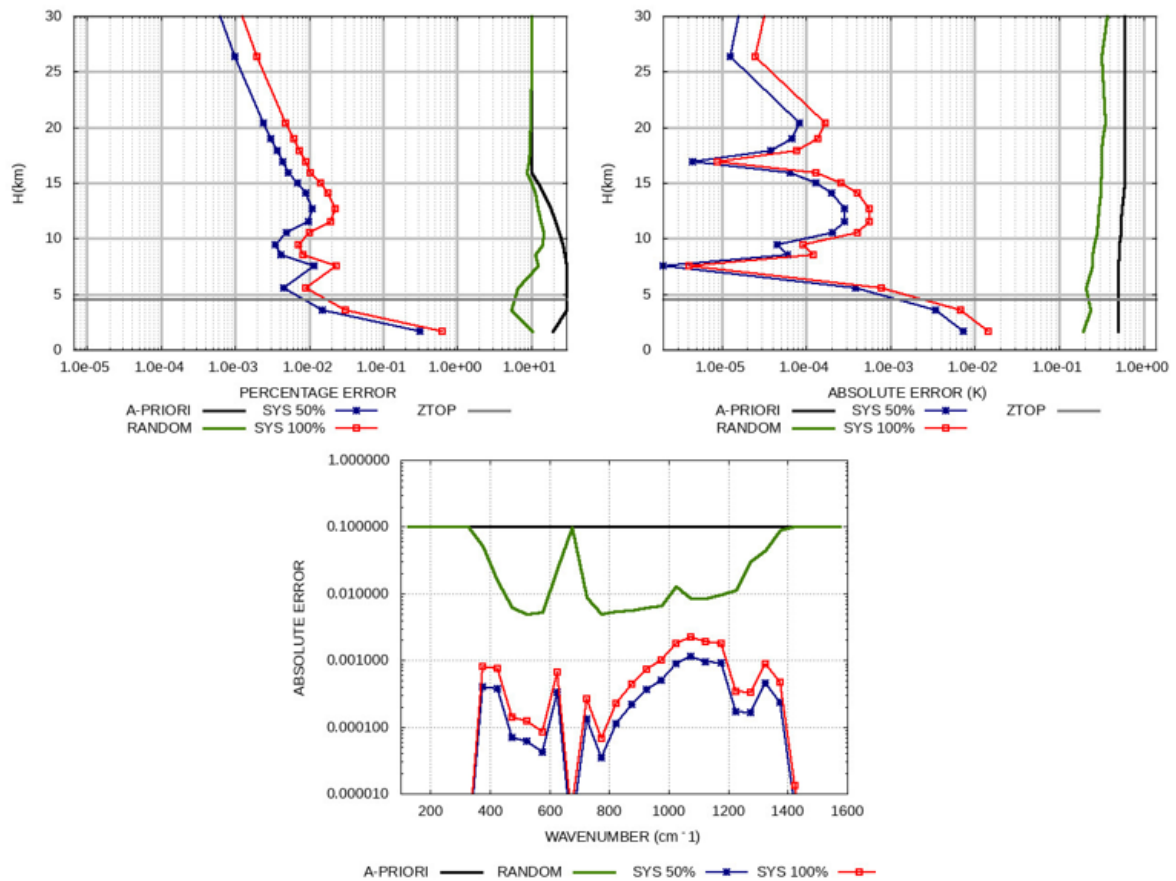 30
25
20
15
10
5
0
H(km)
1.0e-05 1.0e-04 1.0e-03 1.0e-02 1.0e-01 1.0e+00 1.0e+01
PERCENTAGE ERROR
A-PRIORI SYS 50% ZTOP
RANDOM SYS 100%
30
25
20
15
10
5
0
H(km)
1.0e-05 1.0e-04 1.0e-03 1.0e-02 1.0e-01 1.0e+00
ABSOLUTE ERROR (K)
A-PRIORI SYS 50% ZTOP
RANDOM SYS 100%
1.000000
0.100000
0.010000
0.001000
0.000100
0.000010
ABSOLUTE ERROR
200 400 600 800 1000 1200 1400 1600
WAVENUMBER (cm⁻1)
A-PRIORI RANDOM SYS 50% SYS 100%